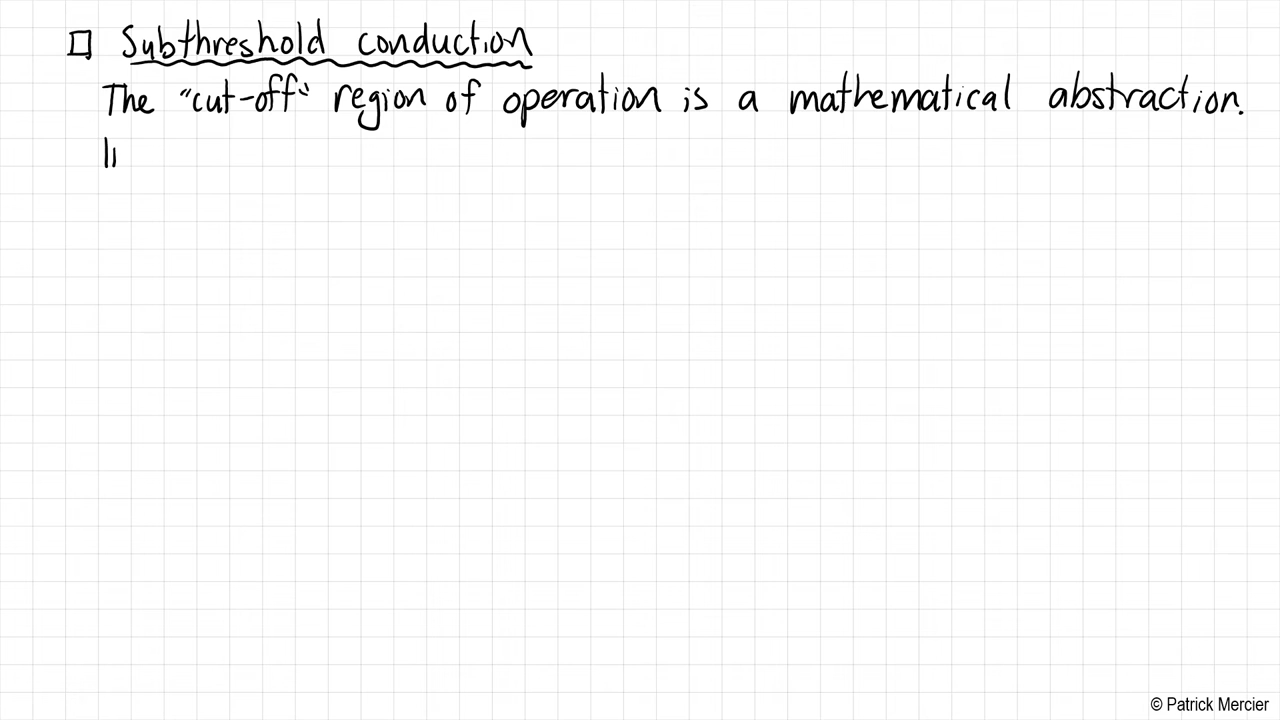 Subthreshold conduction
The "cut-off" region of operation is a mathematical abstraction.
© Patrick Mercier